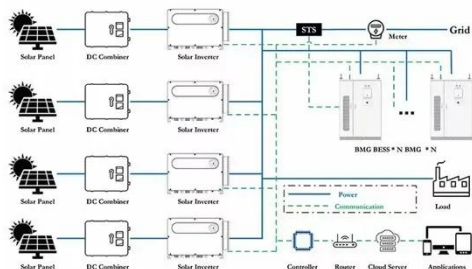 STS
Meter
Grid
Solar Panel
DC Combiner
Solar Inverter
Solar Panel
DC Combiner
Solar Inverter
BMG BESS * N BMG * N
Solar Panel
DC Combiner
Solar Inverter
Power
Communication
Load
Solar Panel
DC Combiner
Solar Inverter
Controller
Router
Cloud Server
Applications